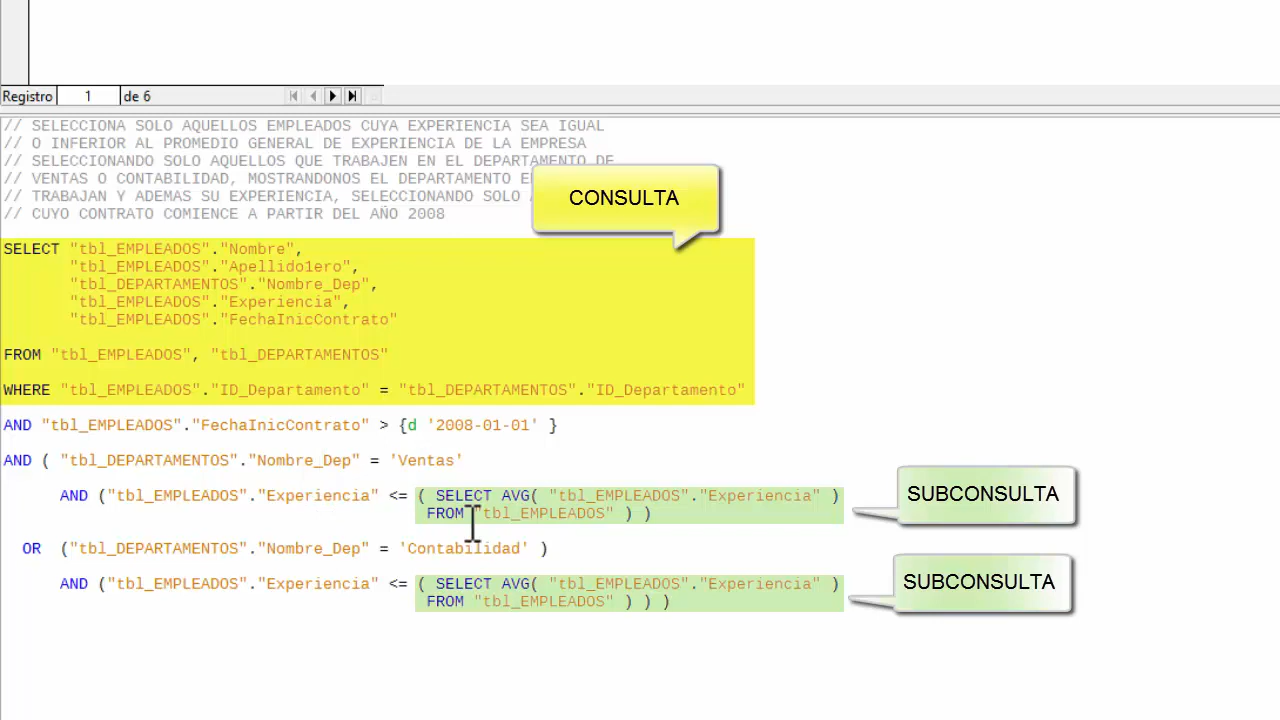 Registro 1 de 6
// SELECCIONA SOLO AQUELLOS EMPLEADOS CUYA EXPERIENCIA SEA IGUAL
// O INFERIOR AL PROMEDIO GENERAL DE EXPERIENCIA DE LA EMPRESA
// SELECCIONANDO SOLO AQUELLOS QUE TRABAJEN EN EL DEPARTAMENTO DE
// VENTAS O CONTABILIDAD, MOSTRANDONOS EL DEPARTAMENTO
// TRABAJAN Y ADEMAS SU EXPERIENCIA, SELECCIONANDO SOLO
// CUYO CONTRATO COMIENCE A PARTIR DEL AÑO 2008
CONSULTA
SELECT "tbl_EMPLEADOS"."Nombre",
"tbl_EMPLEADOS"."Apellido1ero",
"tbl_DEPARTAMENTOS"."Nombre_Dep",
"tbl_EMPLEADOS"."Experiencia",
"tbl_EMPLEADOS"."FechaInicContrato"
FROM "tbl_EMPLEADOS", "tbl_DEPARTAMENTOS"
WHERE "tbl_EMPLEADOS"."ID_Departamento" = "tbl_DEPARTAMENTOS"."ID_Departamento"
AND "tbl_EMPLEADOS"."FechaInicContrato" > {d '2008-01-01' }
AND ( "tbl_DEPARTAMENTOS"."Nombre_Dep" = 'Ventas'
AND ("tbl_EMPLEADOS"."Experiencia" <= ( SELECT AVG( "tbl_EMPLEADOS"."Experiencia" )
FROM "tbl_EMPLEADOS" ) )
SUBCONSULTA
OR ("tbl_DEPARTAMENTOS"."Nombre_Dep" = 'Contabilidad' )
AND ("tbl_EMPLEADOS"."Experiencia" <= ( SELECT AVG( "tbl_EMPLEADOS"."Experiencia" )
FROM "tbl_EMPLEADOS" ) ) )
SUBCONSULTA